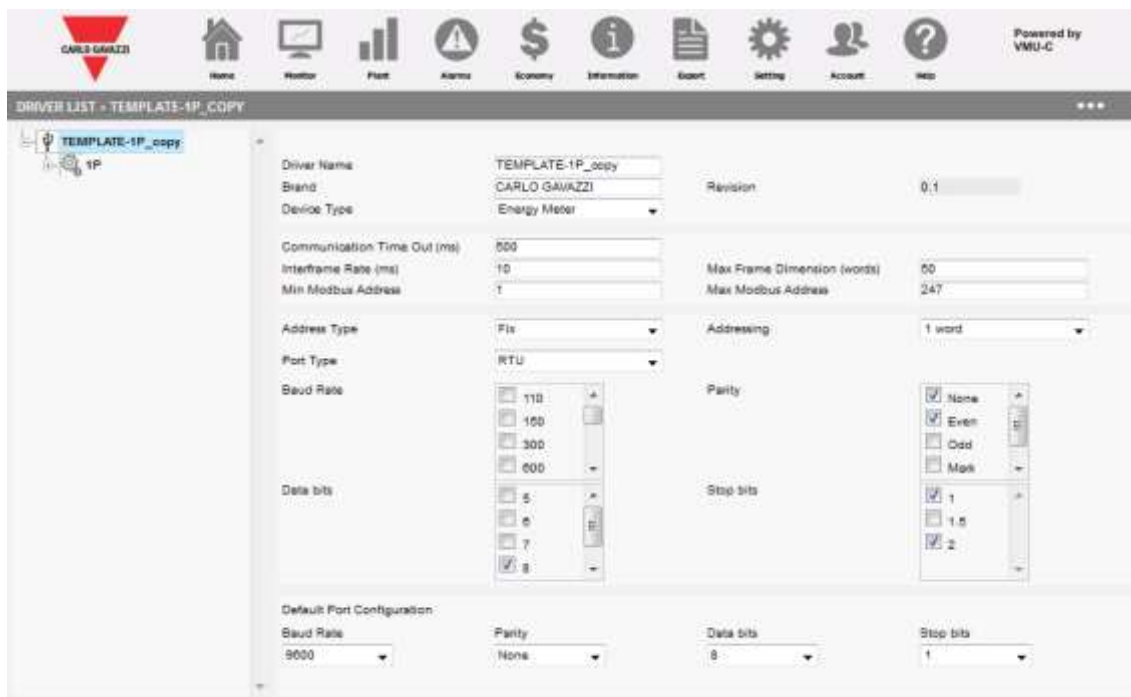 CARLO GAVAZZI
Home Monitor Plant Alarms Economy Information Export Setting Account Help
Powered by
VMU-C
DRIVER LIST » TEMPLATE-1P_COPY
TEMPLATE-1P_copy
1P
Driver Name TEMPLATE-1P_copy
Brand CARLO GAVAZZI Revision 0.1
Device Type Energy Meter
Communication Time Out (ms) 500
Interframe Rate (ms) 10 Max Frame Dimension (words) 50
Min Modbus Address 1 Max Modbus Address 247
Address Type Fix Addressing 1 word
Port Type RTU
Baud Rate 110 Parity None
150 Even
300 Odd
600 Mark
Data bits 5 Stop bits 1
6 1.5
7 2
8
Default Port Configuration
Baud Rate Parity Data bits Stop bits
9600 None 8 1